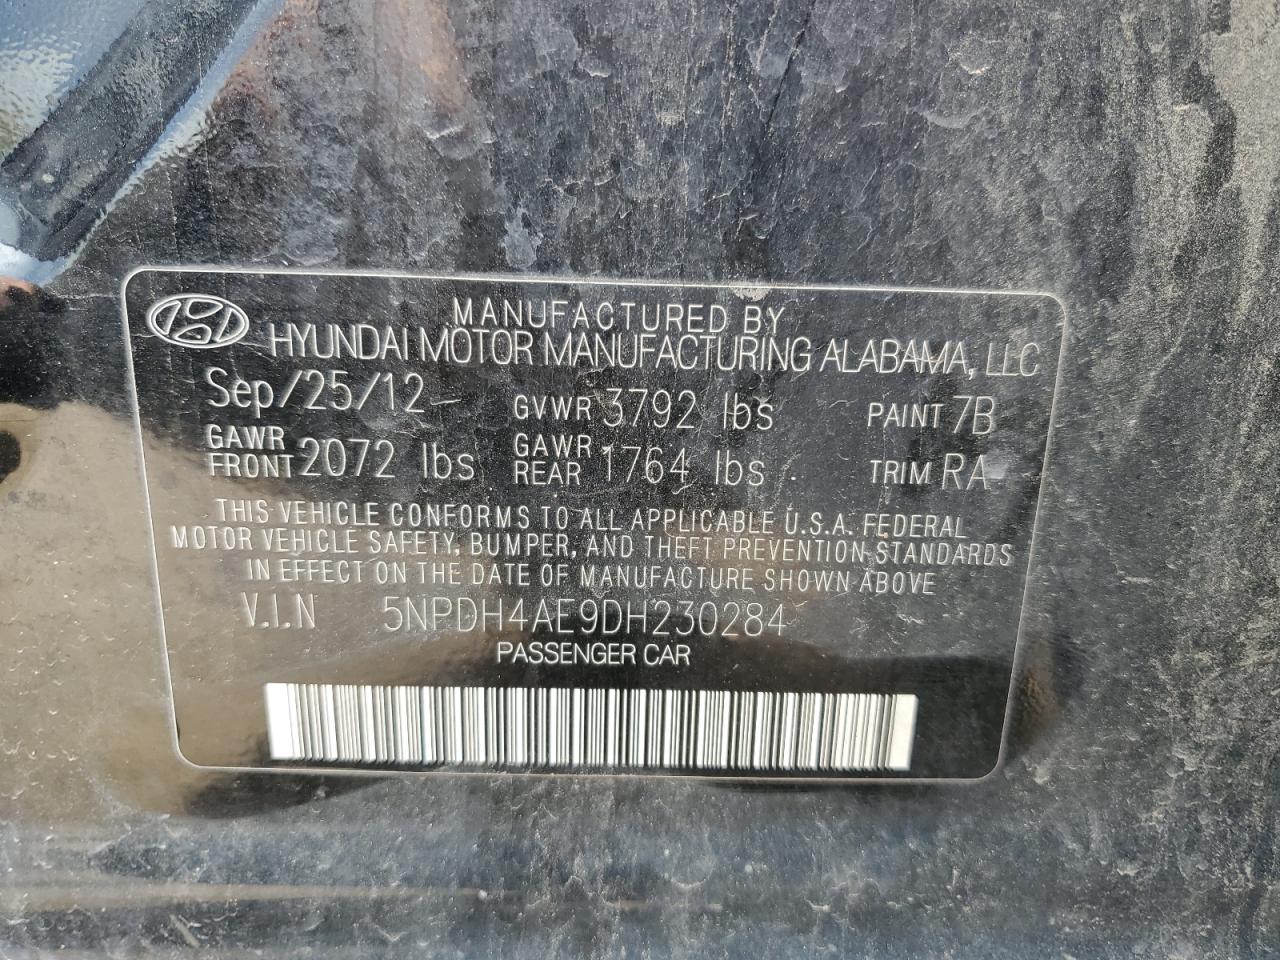 MANUFACTURED BY
HYUNDAI MOTOR MANUFACTURING ALABAMA, LLC
Sep/25/12 GVWR 3792 lbs PAINT 7B
GAWR FRONT 2072 lbs GAWR REAR 1764 lbs TRIM RA
THIS VEHICLE CONFORMS TO ALL APPLICABLE U.S.A. FEDERAL
MOTOR VEHICLE SAFETY, BUMPER, AND THEFT PREVENTION STANDARDS
IN EFFECT ON THE DATE OF MANUFACTURE SHOWN ABOVE
V.I.N 5NPDH4AE9DH230284
PASSENGER CAR